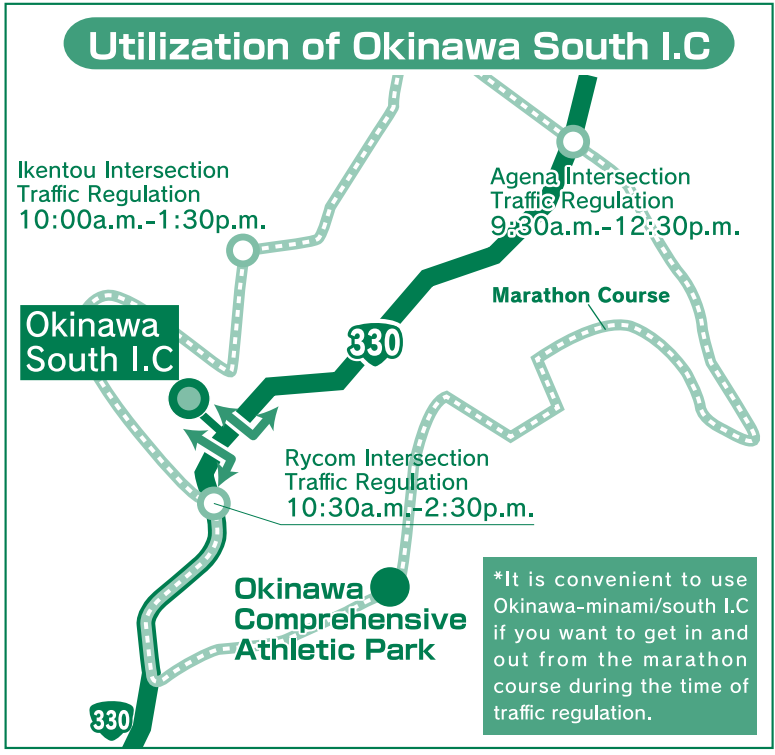 Utilization of Okinawa South I.C
Ikentou Intersection
Traffic Regulation
10:00a.m.-1:30p.m.
Agena Intersection
Traffic Regulation
9:30a.m.-12:30p.m.
Marathon Course
Okinawa
South I.C
330
Rycom Intersection
Traffic Regulation
10:30a.m.-2:30p.m.
Okinawa
Comprehensive
Athletic Park
*It is convenient to use
Okinawa-minami/south I.C
if you want to get in and
out from the marathon
course during the time of
traffic regulation.
330